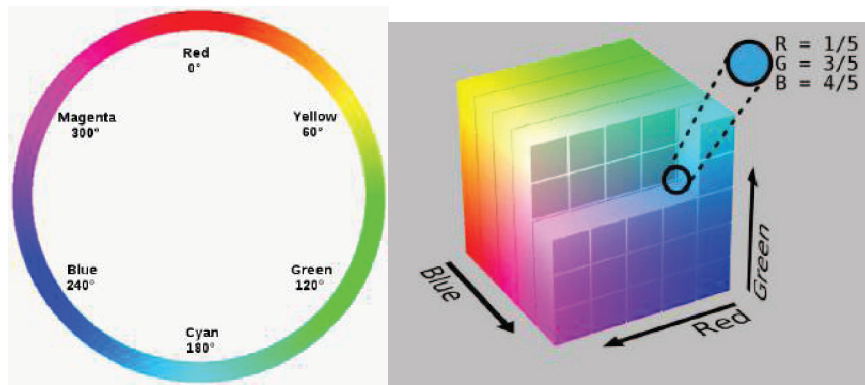 Red
0°
Magenta
300°
Yellow
60°
Blue
240°
Green
120°
Cyan
180°
R = 1/5
G = 3/5
B = 4/5
Blue
Red
Green